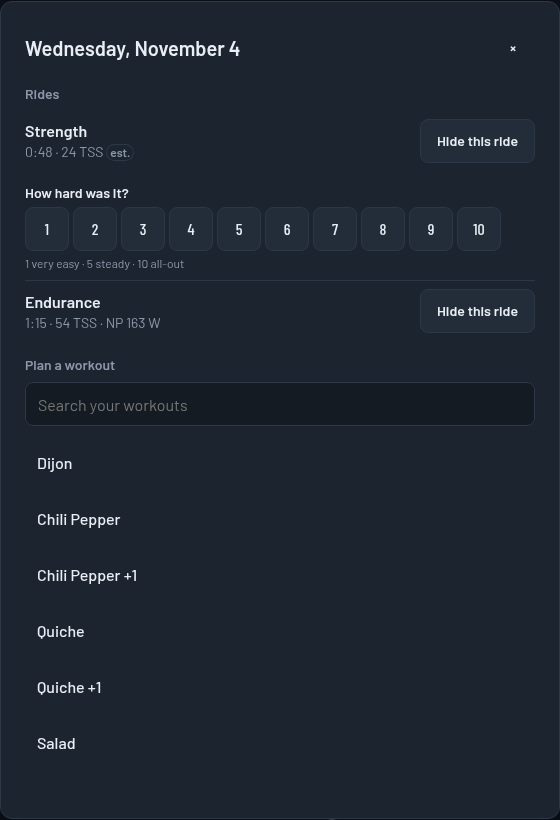 Wednesday, November 4 ×
Rides
Strength
0:48 · 24 TSS est.
Hide this ride
How hard was it?
1 2 3 4 5 6 7 8 9 10
1 very easy · 5 steady · 10 all-out
Endurance
1:15 · 54 TSS · NP 163 W
Hide this ride
Plan a workout
Search your workouts
Dijon
Chili Pepper
Chili Pepper +1
Quiche
Quiche +1
Salad